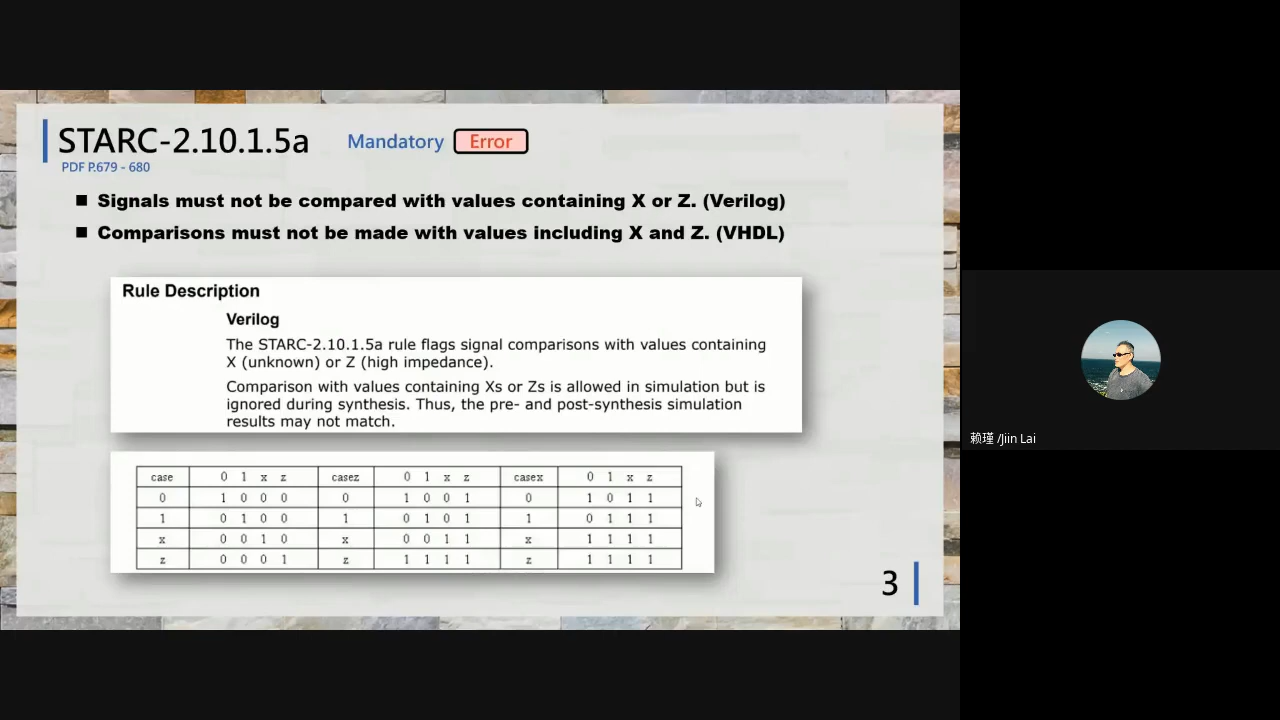 STARC-2.10.1.5a Mandatory Error
PDF P.679 - 680
■ Signals must not be compared with values containing X or Z. (Verilog)
■ Comparisons must not be made with values including X and Z. (VHDL)
Rule Description
Verilog
The STARC-2.10.1.5a rule flags signal comparisons with values containing
X (unknown) or Z (high impedance).
Comparison with values containing Xs or Zs is allowed in simulation but is
ignored during synthesis. Thus, the pre- and post-synthesis simulation
results may not match.
case 0 1 x z casez 0 1 x z casex 0 1 x z
0 1 0 0 0 0 1 0 0 1 0 1 0 1 1
1 0 1 0 0 1 0 1 0 1 1 0 1 1 1
x 0 0 1 0 x 0 0 1 1 x 1 1 1 1
z 0 0 0 1 z 1 1 1 1 z 1 1 1 1
3
赖瑾 /Jiin Lai